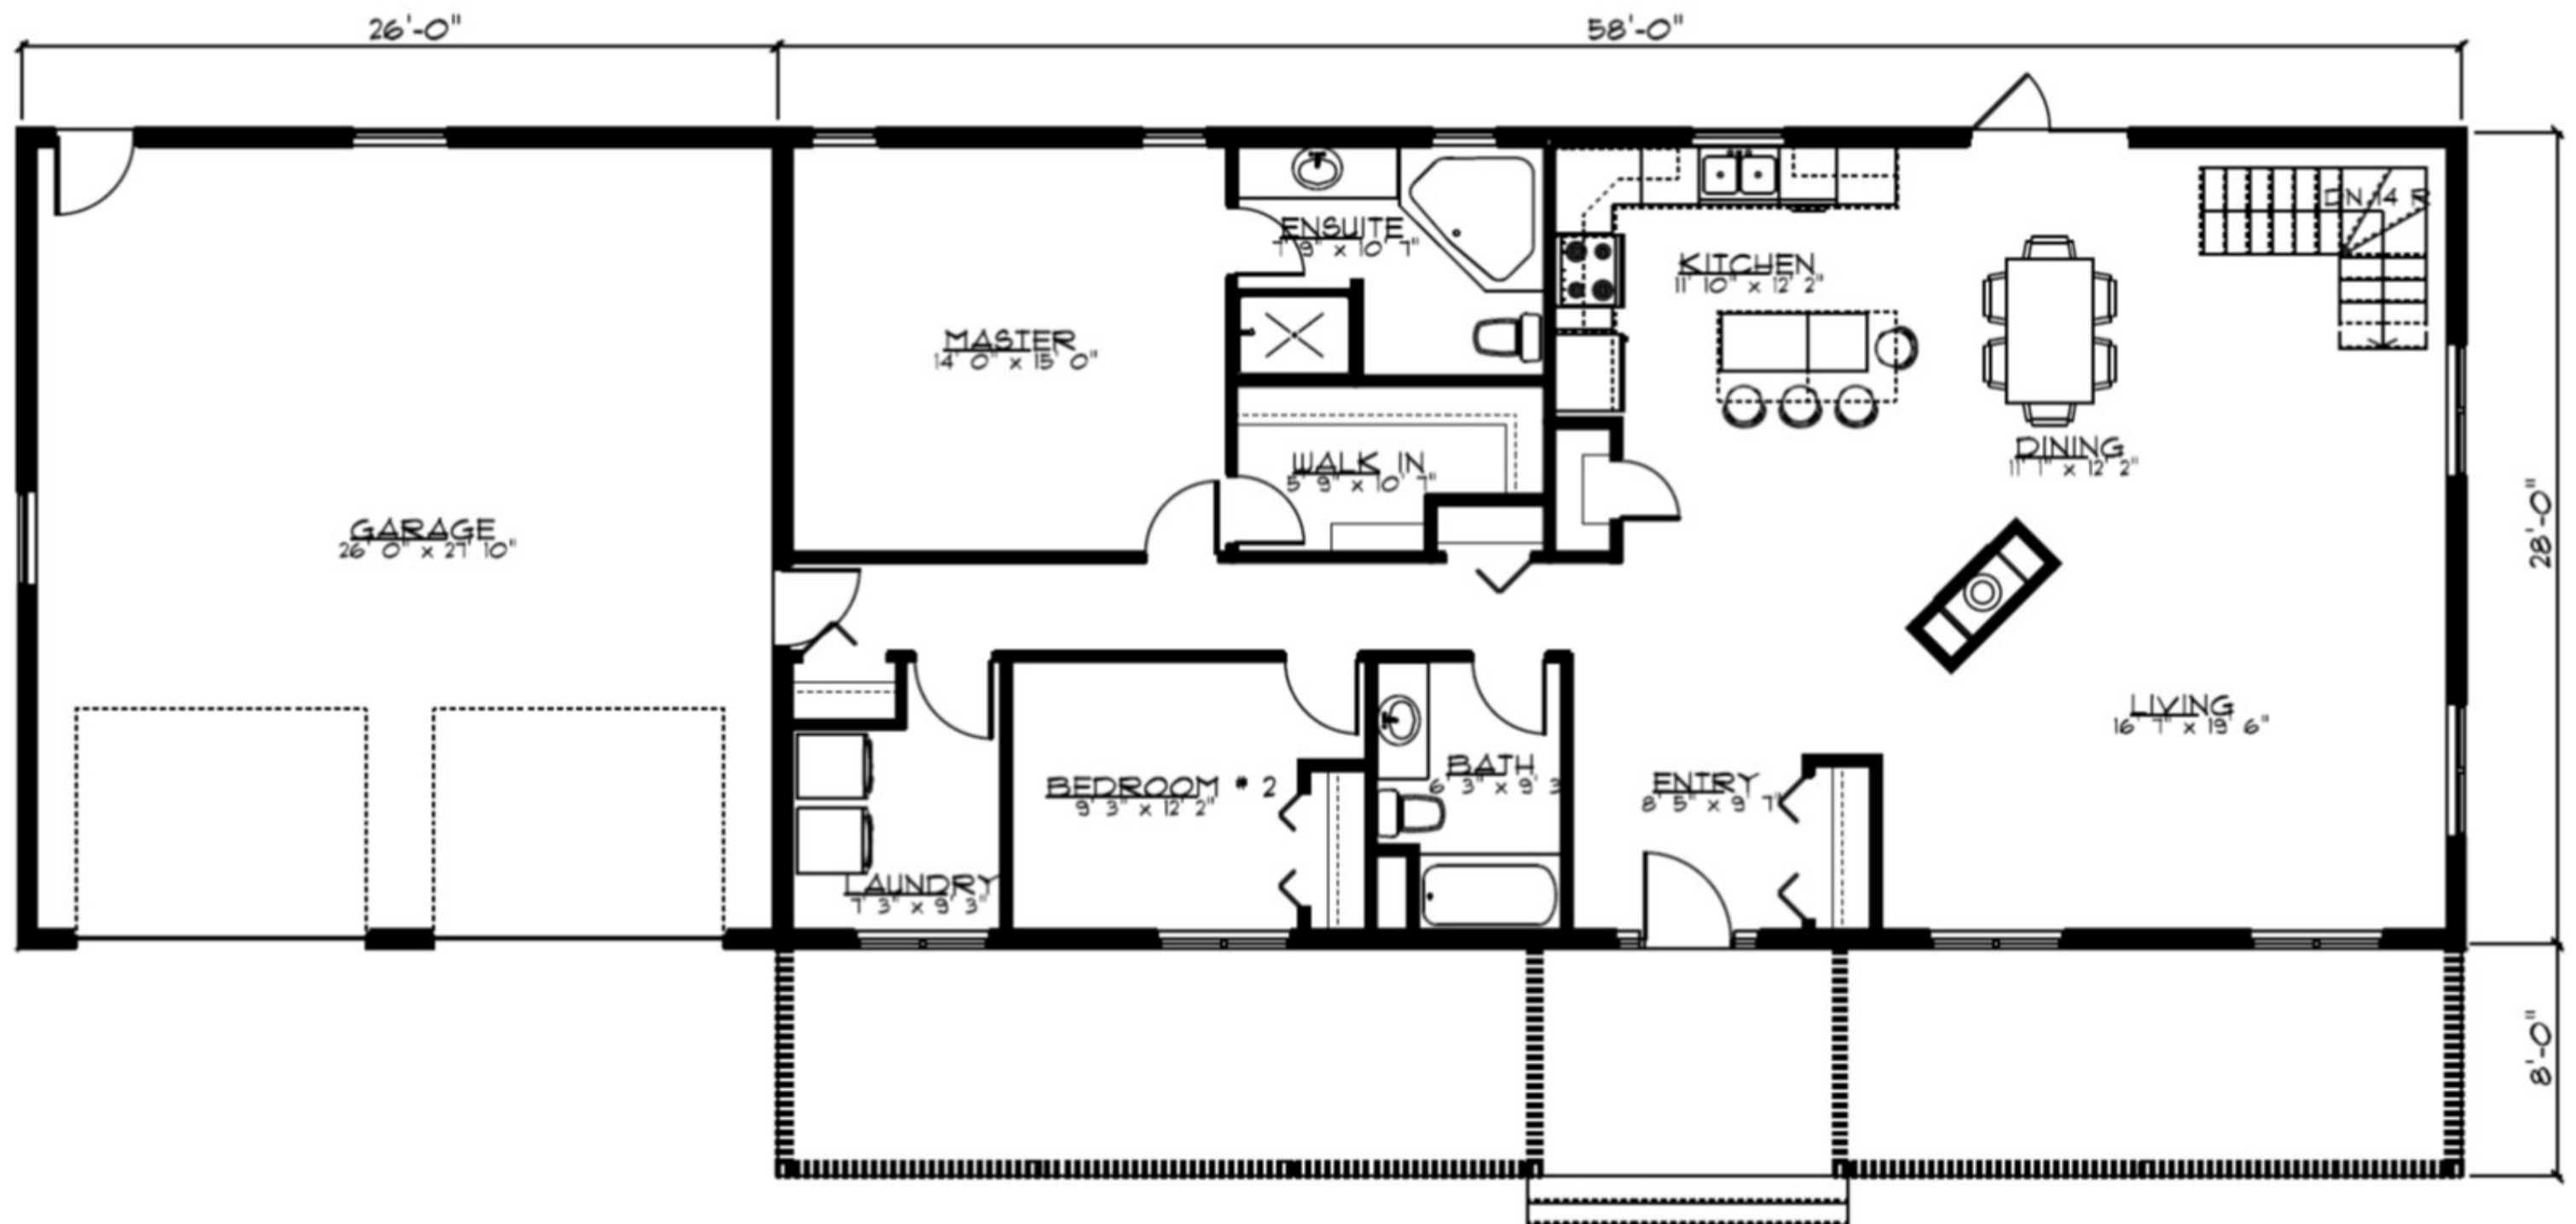 26'-0"
58'-0"
DN 14 R
ENSUITE
7' 9" x 10' 7"
KITCHEN
11' 10" x 12' 2"
MASTER
14' 0" x 15' 0"
DINING
11' 1" x 12' 2"
WALK IN
5' 9" x 10' 7"
GARAGE
26' 0" x 27' 10"
28'-0"
LIVING
16' 7" x 19' 6"
BATH
6' 3" x 9' 3
ENTRY
8' 5" x 9' 7"
BEDROOM # 2
9' 3" x 12' 2"
LAUNDRY
7' 3" x 9' 3"
8'-0"